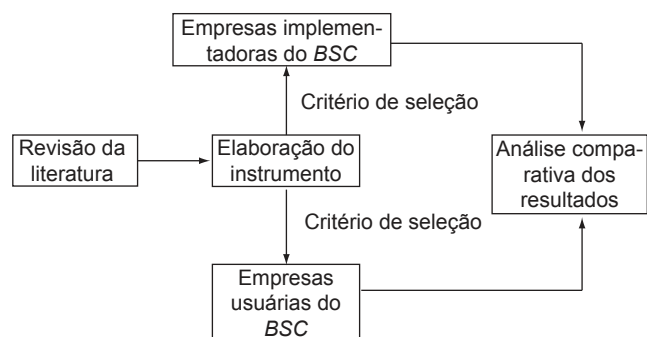 Empresas implemen-
tadoras do BSC
Critério de seleção
Revisão da
literatura
Elaboração do
instrumento
Análise compa-
rativa dos
resultados
Critério de seleção
Empresas
usuárias do
BSC